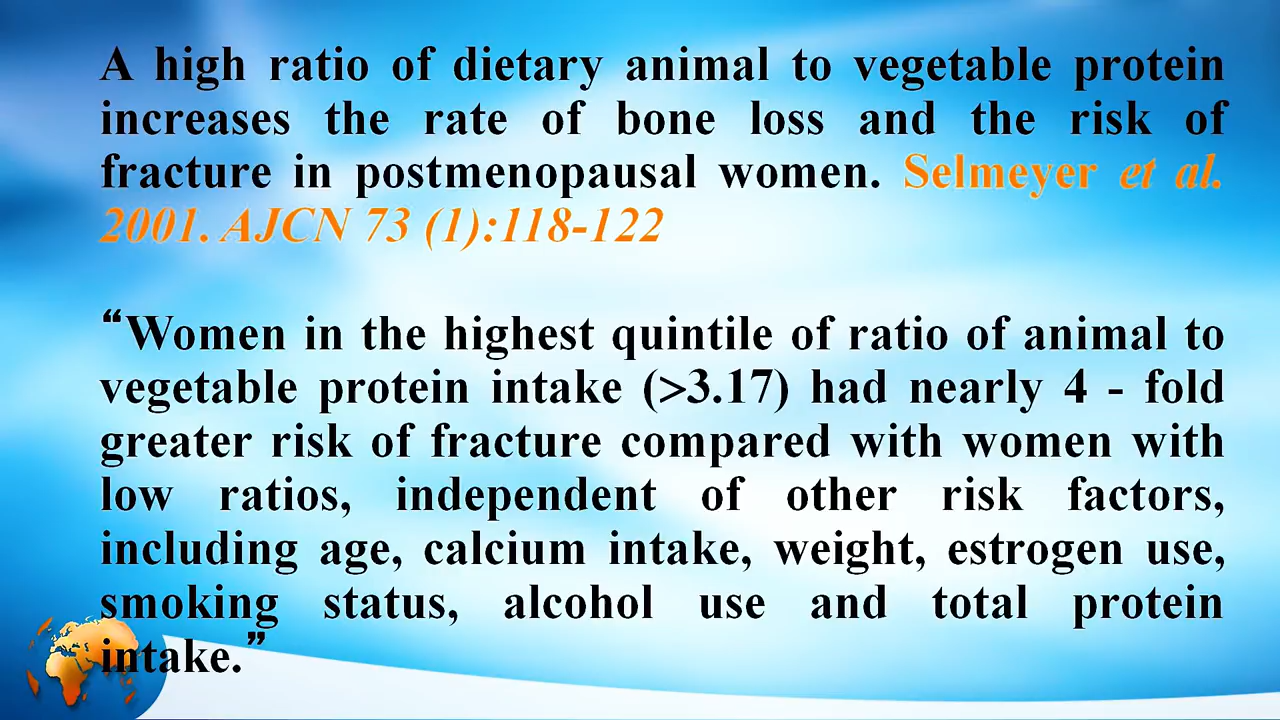 A high ratio of dietary animal to vegetable protein
increases the rate of bone loss and the risk of
fracture in postmenopausal women. Selmeyer et al.
2001. AJCN 73 (1):118-122
“Women in the highest quintile of ratio of animal to
vegetable protein intake (>3.17) had nearly 4 - fold
greater risk of fracture compared with women with
low ratios, independent of other risk factors,
including age, calcium intake, weight, estrogen use,
smoking status, alcohol use and total protein
intake.”